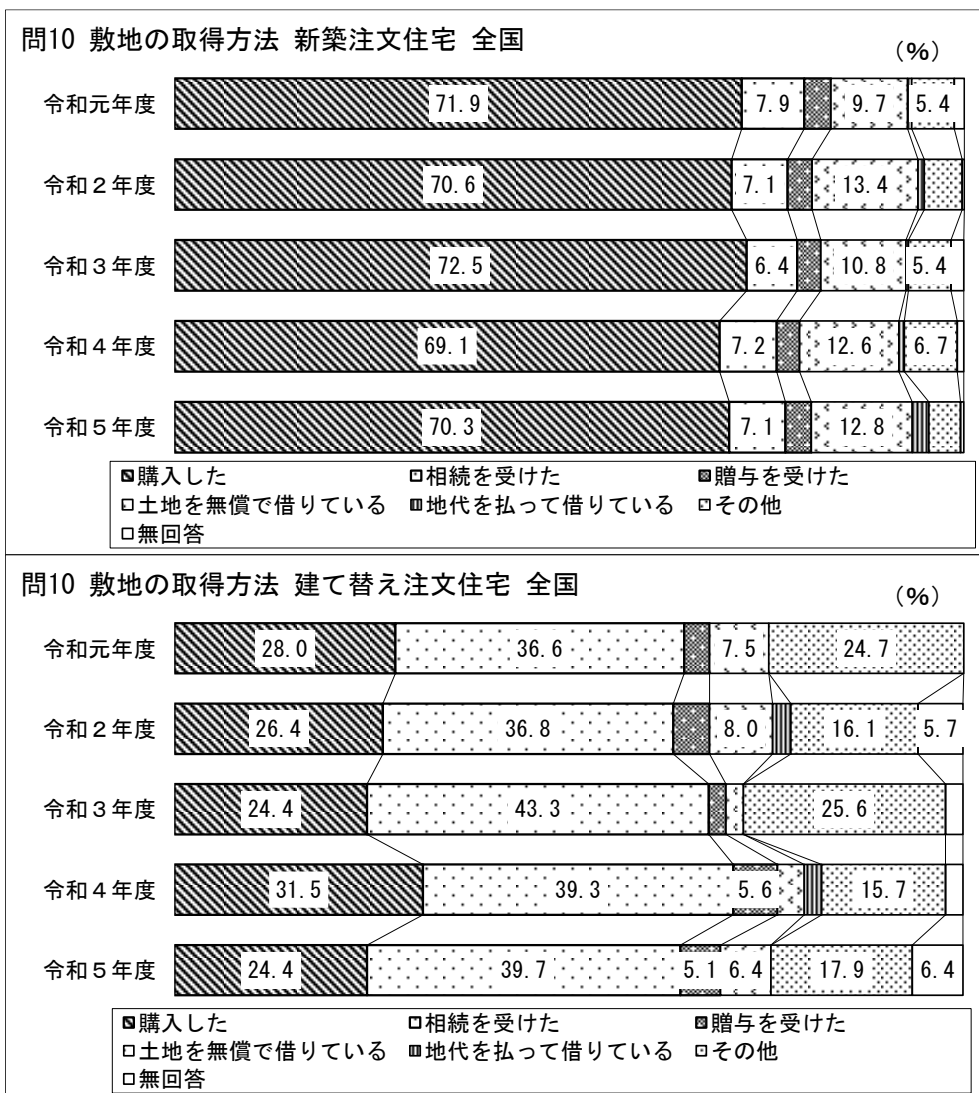 問10 敷地の取得方法 新築注文住宅 全国
(%)
令和元年度 71.9 7.9 9.7 5.4
令和２年度 70.6 7.1 13.4
令和３年度 72.5 6.4 10.8 5.4
令和４年度 69.1 7.2 12.6 6.7
令和５年度 70.3 7.1 12.8
購入した 相続を受けた 贈与を受けた
土地を無償で借りている 地代を払って借りている その他
無回答
問10 敷地の取得方法 建て替え注文住宅 全国
(%)
令和元年度 28.0 36.6 7.5 24.7
令和２年度 26.4 36.8 8.0 16.1 5.7
令和３年度 24.4 43.3 25.6
令和４年度 31.5 39.3 5.6 15.7
令和５年度 24.4 39.7 5.1 6.4 17.9 6.4
購入した 相続を受けた 贈与を受けた
土地を無償で借りている 地代を払って借りている その他
無回答